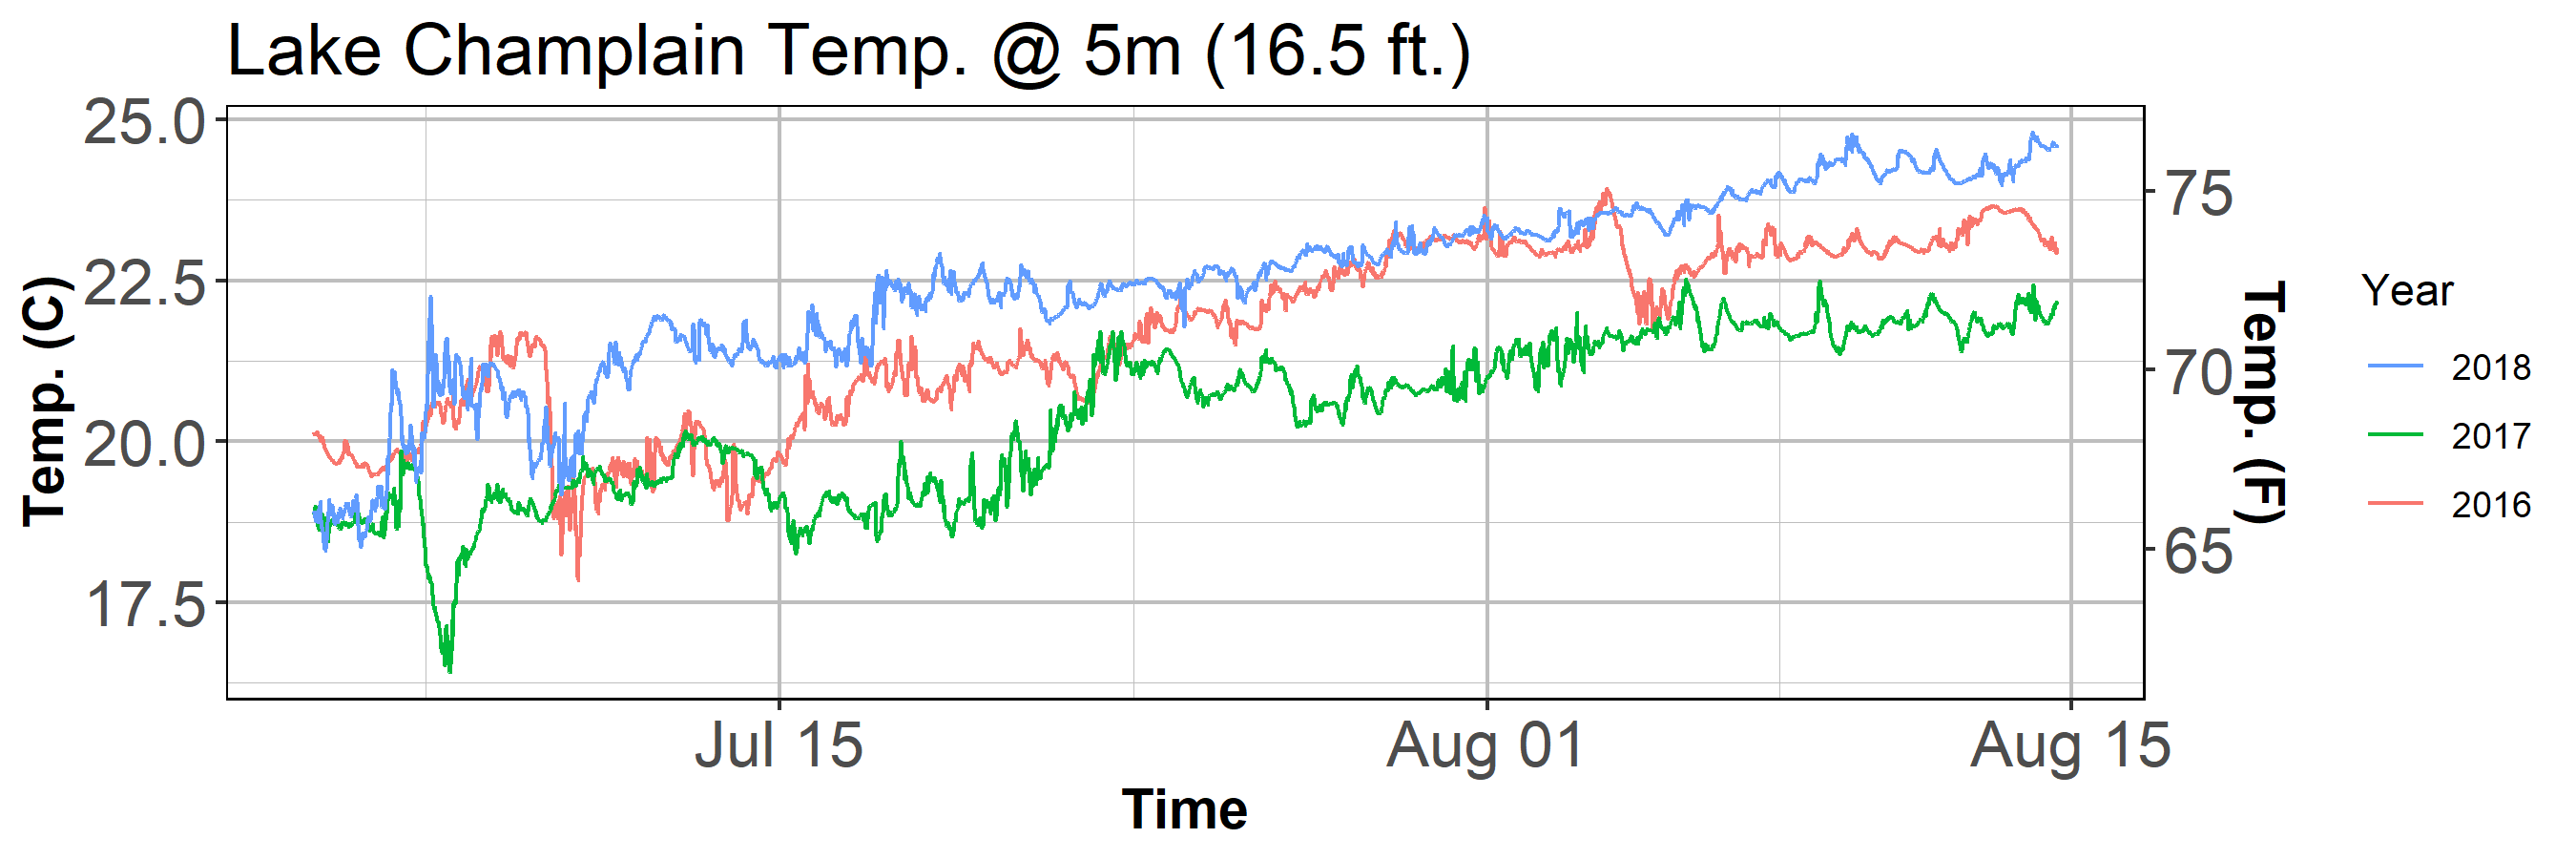 Lake Champlain Temp. @ 5m (16.5 ft.)
25.0
22.5
20.0
17.5
Temp. (C)
75
70
65
Temp. (F)
Jul 15
Aug 01
Aug 15
Time
Year
2018
2017
2016